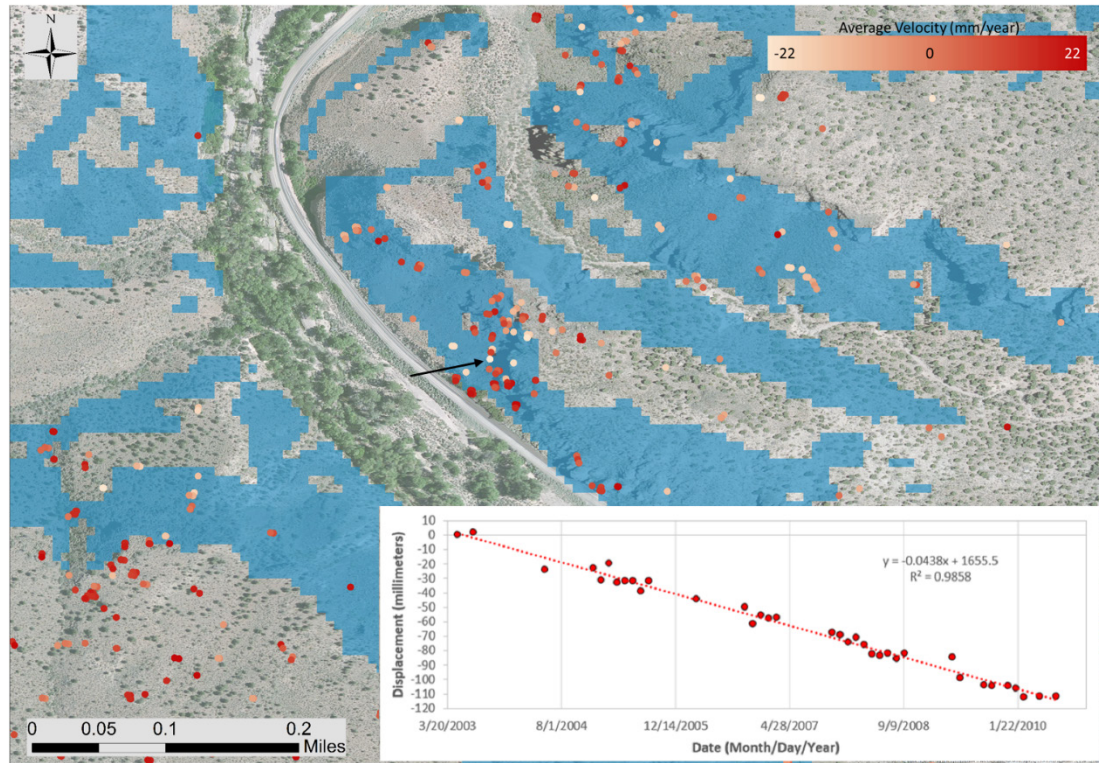 N
Average Velocity (mm/year)
-22 0 22
0 0.05 0.1 0.2
Miles
y = -0.0438x + 1655.5
R² = 0.9858
Displacement (millimeters)
10
0
-10
-20
-30
-40
-50
-60
-70
-80
-90
-100
-110
-120
3/20/2003 8/1/2004 12/14/2005 4/28/2007 9/9/2008 1/22/2010
Date (Month/Day/Year)